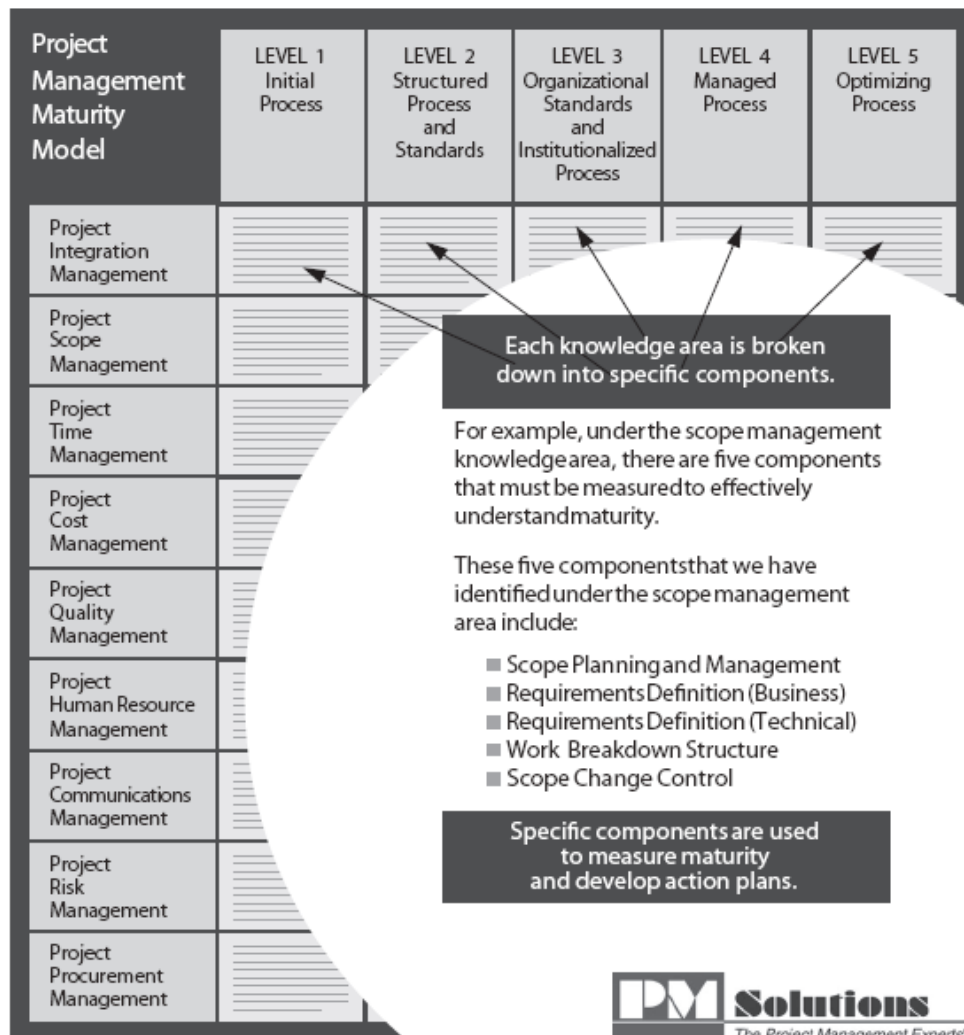 Project
Management
Maturity
Model
LEVEL 1
Initial
Process
LEVEL 2
Structured
Process
and
Standards
LEVEL 3
Organizational
Standards
and
Institutionalized
Process
LEVEL 4
Managed
Process
LEVEL 5
Optimizing
Process
Project
Integration
Management
Project
Scope
Management
Project
Time
Management
Project
Cost
Management
Project
Quality
Management
Project
Human Resource
Management
Project
Communications
Management
Project
Risk
Management
Project
Procurement
Management
Each knowledge area is broken
down into specific components.
For example, under the scope management
knowledge area, there are five components
that must be measured to effectively
understand maturity.
These five components that we have
identified under the scope management
area include:
Scope Planning and Management
Requirements Definition (Business)
Requirements Definition (Technical)
Work Breakdown Structure
Scope Change Control
Specific components are used
to measure maturity
and develop action plans.
PM Solutions
The Project Management Experts